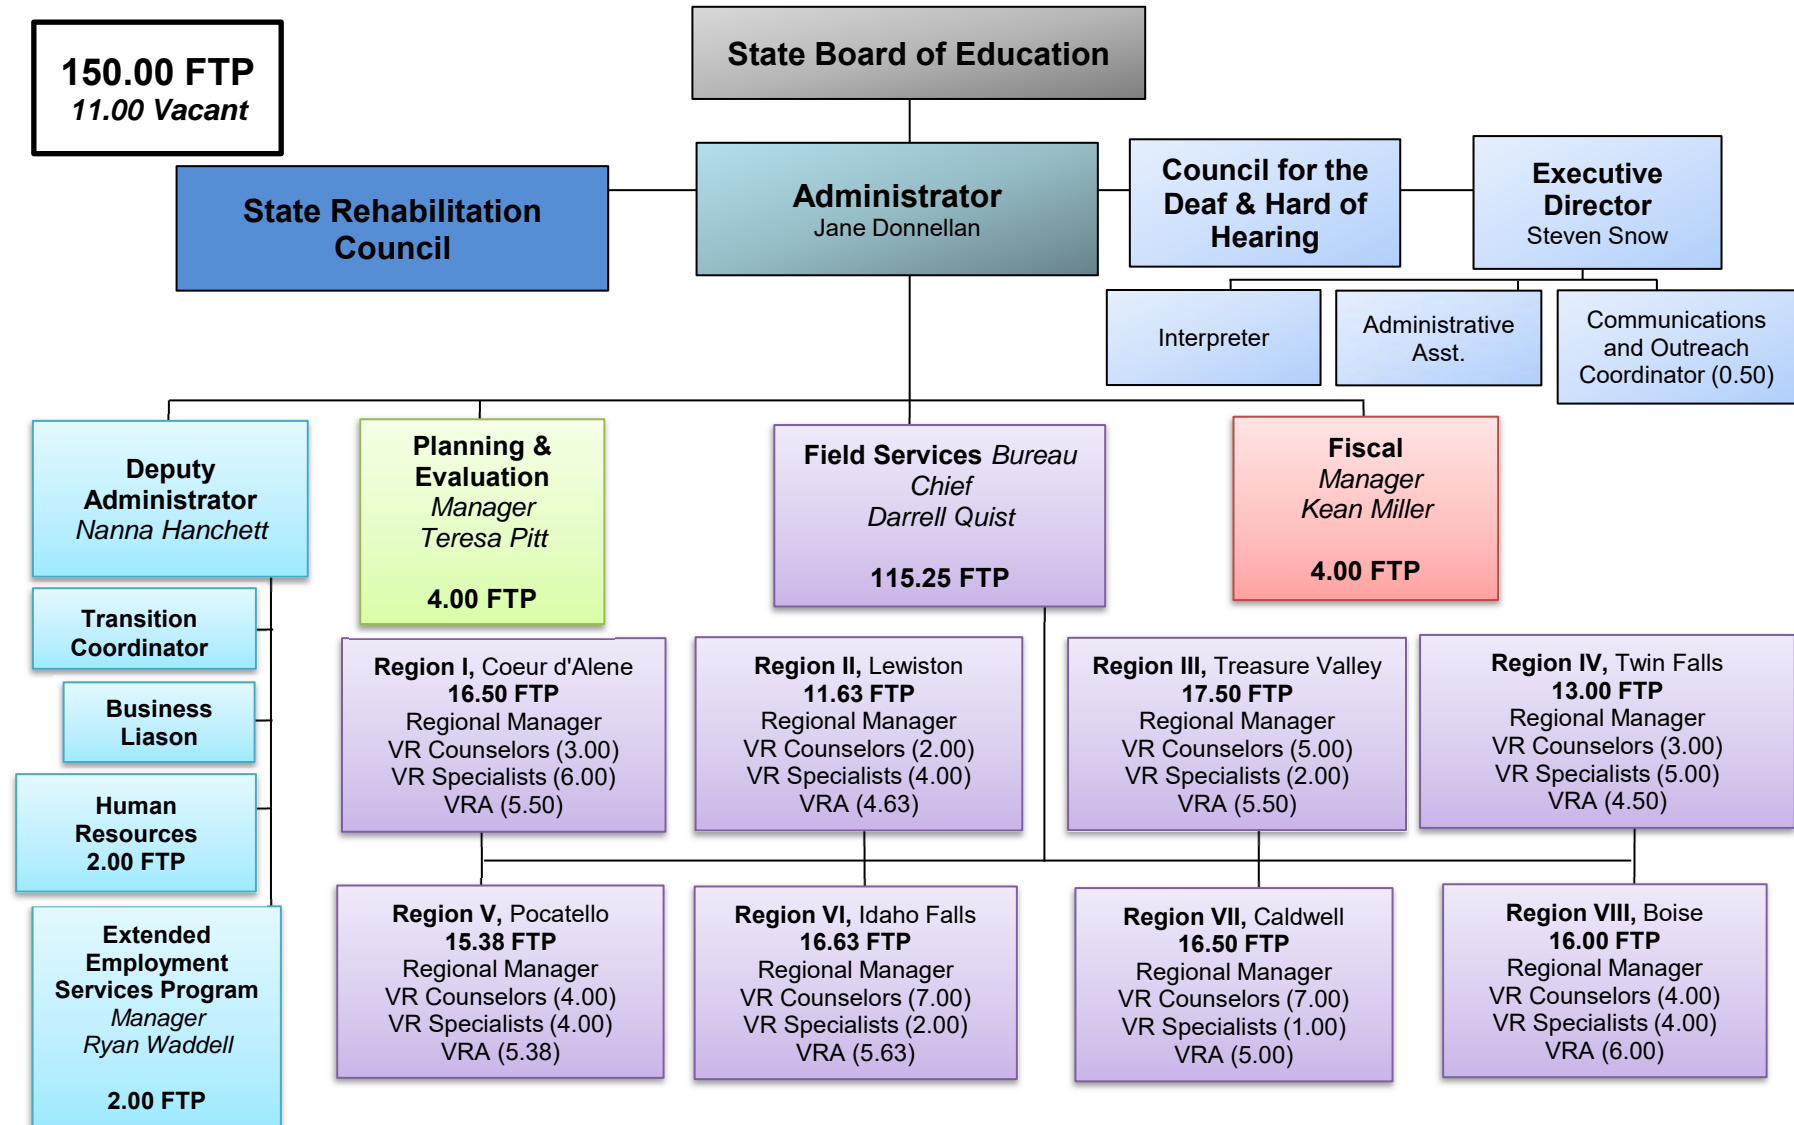 150.00 FTP
11.00 Vacant
State Board of Education
State Rehabilitation
Council
Administrator
Jane Donnellan
Council for the
Deaf & Hard of
Hearing
Executive
Director
Steven Snow
Interpreter
Administrative
Asst.
Communications
and Outreach
Coordinator (0.50)
Deputy
Administrator
Nanna Hanchett
Planning &
Evaluation
Manager
Teresa Pitt
4.00 FTP
Field Services Bureau
Chief
Darrell Quist
115.25 FTP
Fiscal
Manager
Kean Miller
4.00 FTP
Transition
Coordinator
Business
Liason
Human
Resources
2.00 FTP
Extended
Employment
Services Program
Manager
Ryan Waddell
2.00 FTP
Region I, Coeur d'Alene
16.50 FTP
Regional Manager
VR Counselors (3.00)
VR Specialists (6.00)
VRA (5.50)
Region II, Lewiston
11.63 FTP
Regional Manager
VR Counselors (2.00)
VR Specialists (4.00)
VRA (4.63)
Region III, Treasure Valley
17.50 FTP
Regional Manager
VR Counselors (5.00)
VR Specialists (2.00)
VRA (5.50)
Region IV, Twin Falls
13.00 FTP
Regional Manager
VR Counselors (3.00)
VR Specialists (5.00)
VRA (4.50)
Region V, Pocatello
15.38 FTP
Regional Manager
VR Counselors (4.00)
VR Specialists (4.00)
VRA (5.38)
Region VI, Idaho Falls
16.63 FTP
Regional Manager
VR Counselors (7.00)
VR Specialists (2.00)
VRA (5.63)
Region VII, Caldwell
16.50 FTP
Regional Manager
VR Counselors (7.00)
VR Specialists (1.00)
VRA (5.00)
Region VIII, Boise
16.00 FTP
Regional Manager
VR Counselors (4.00)
VR Specialists (4.00)
VRA (6.00)